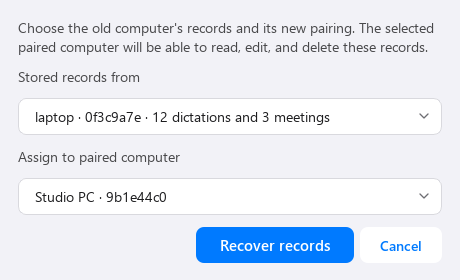 Choose the old computer's records and its new pairing. The selected
paired computer will be able to read, edit, and delete these records.
Stored records from
laptop · 0f3c9a7e · 12 dictations and 3 meetings
Assign to paired computer
Studio PC · 9b1e44c0
Recover records
Cancel